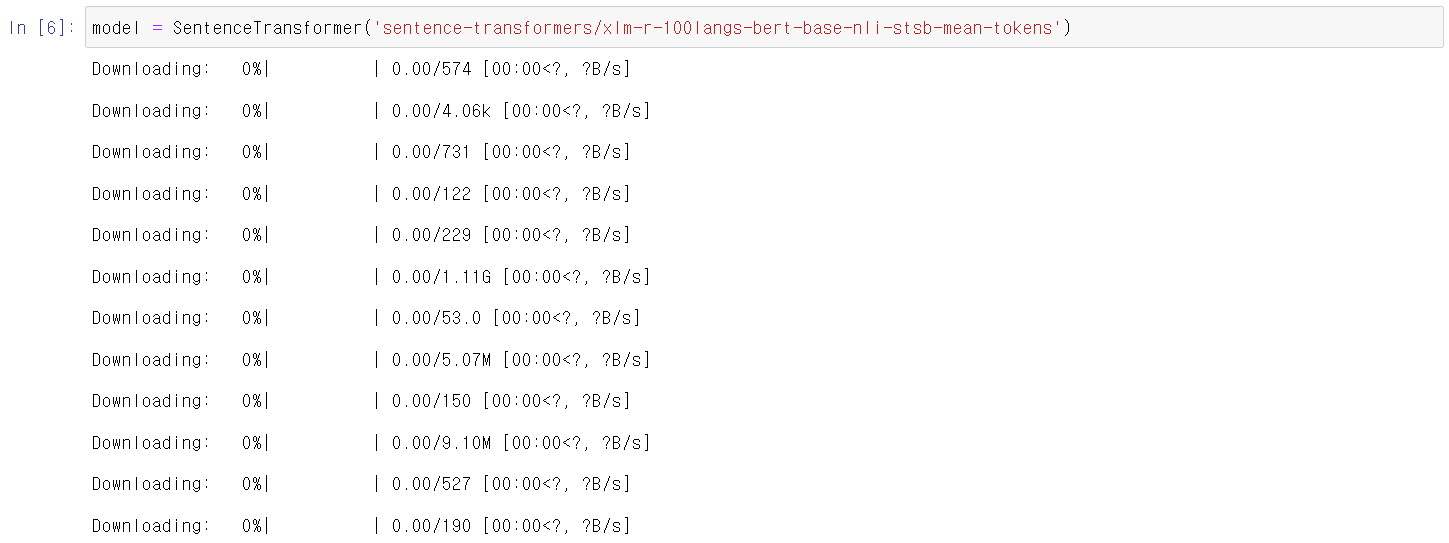 In [6]: model = SentenceTransformer('sentence-transformers/xlm-r-100langs-bert-base-nli-stsb-mean-tokens')
Downloading:   0%|          | 0.00/574 [00:00<?, ?B/s]
Downloading:   0%|          | 0.00/4.06k [00:00<?, ?B/s]
Downloading:   0%|          | 0.00/731 [00:00<?, ?B/s]
Downloading:   0%|          | 0.00/122 [00:00<?, ?B/s]
Downloading:   0%|          | 0.00/229 [00:00<?, ?B/s]
Downloading:   0%|          | 0.00/1.11G [00:00<?, ?B/s]
Downloading:   0%|          | 0.00/53.0 [00:00<?, ?B/s]
Downloading:   0%|          | 0.00/5.07M [00:00<?, ?B/s]
Downloading:   0%|          | 0.00/150 [00:00<?, ?B/s]
Downloading:   0%|          | 0.00/9.10M [00:00<?, ?B/s]
Downloading:   0%|          | 0.00/527 [00:00<?, ?B/s]
Downloading:   0%|          | 0.00/190 [00:00<?, ?B/s]